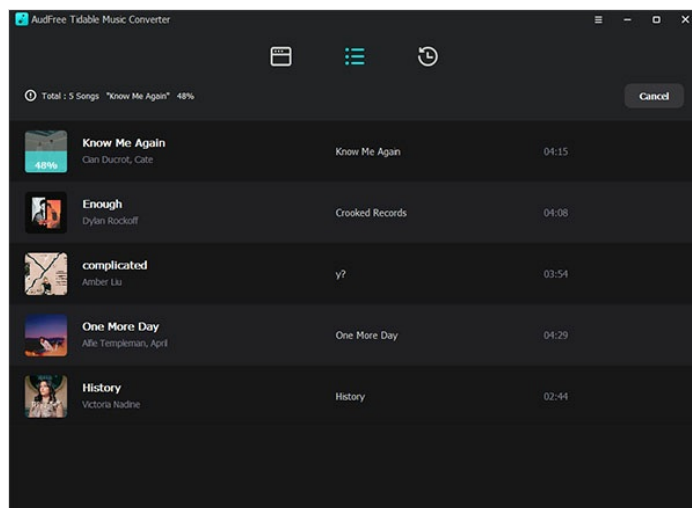 AudFree Tidable Music Converter
Total : 5 Songs "Know Me Again" 48%
Cancel
48%
Know Me Again
Cian Ducrot, Cate
Know Me Again
04:15
Enough
Dylan Rockoff
Crooked Records
04:08
complicated
Amber Liu
y?
03:54
One More Day
Alfie Templeman, April
One More Day
04:29
History
Victoria Nadine
History
02:44